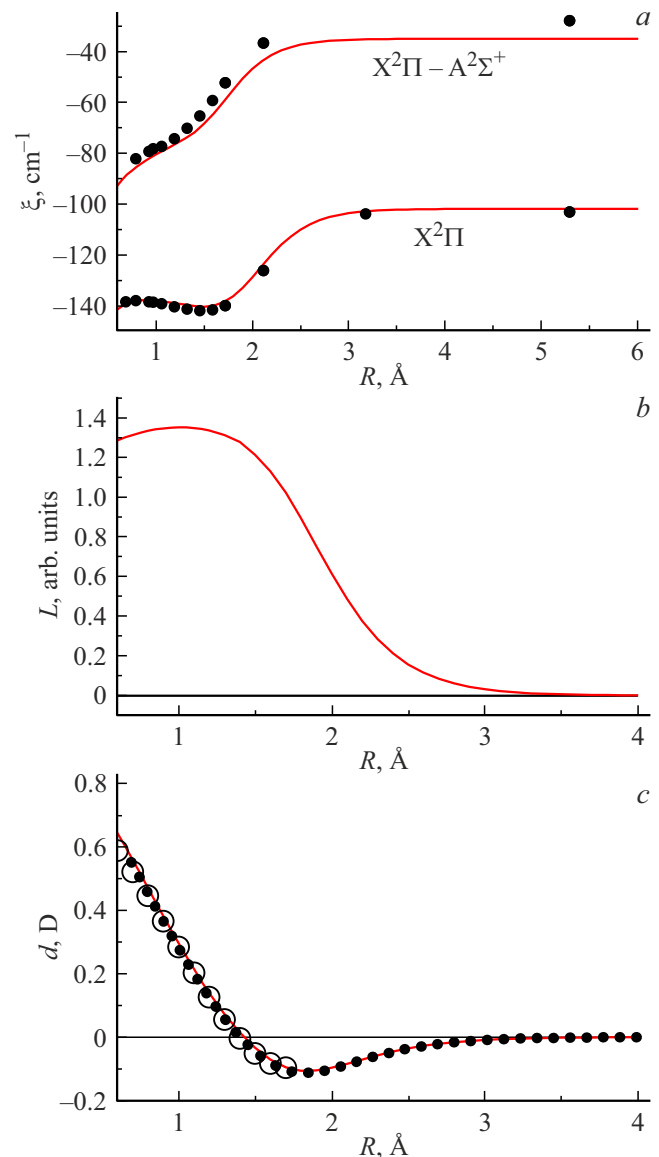 a
−40
−60
−80
−100
−120
−140
ξ, cm⁻¹
X²Π – A²Σ⁺
X²Π
1 2 3 4 5 6
R, Å
b
1.4
1.2
1.0
0.8
0.6
0.4
0.2
0
L, arb. units
1 2 3 4
R, Å
c
0.8
0.6
0.4
0.2
0
−0.2
d, D
1 2 3 4
R, Å